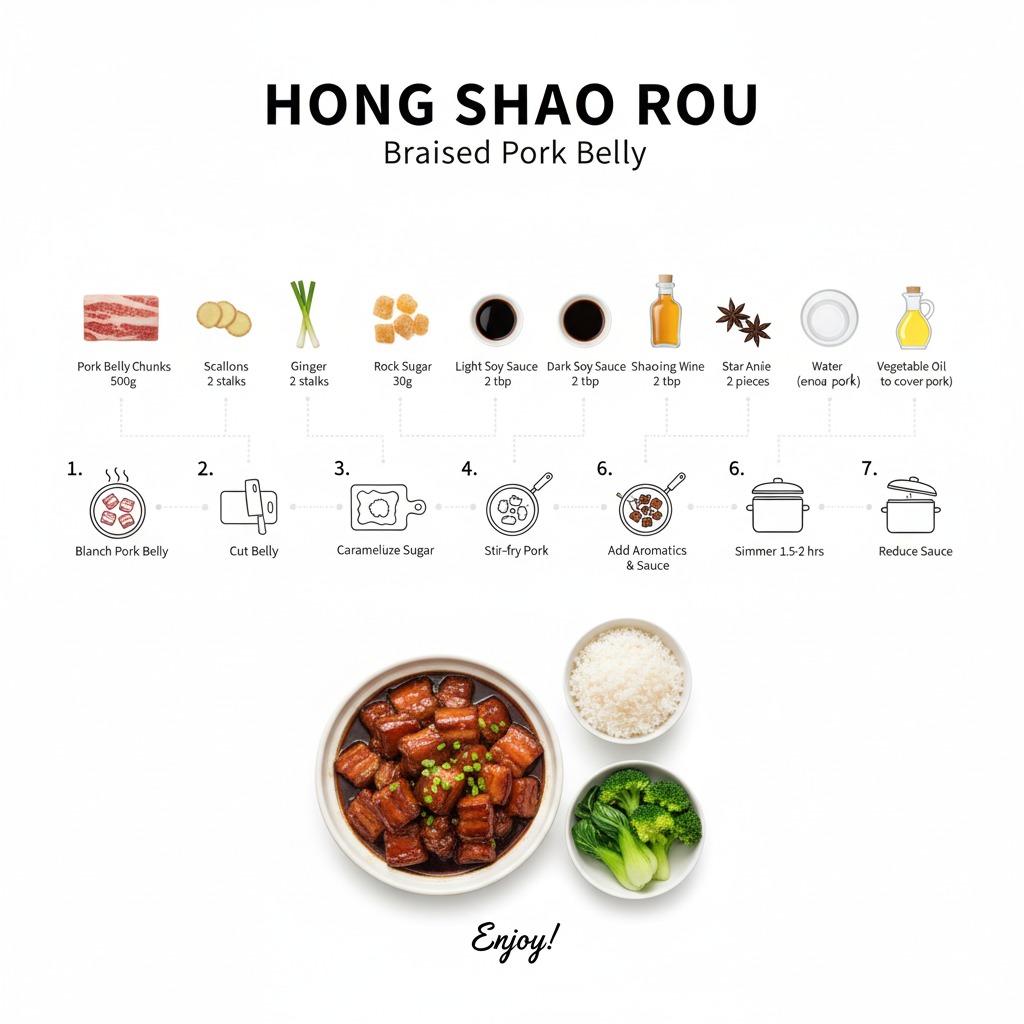 HONG SHAO ROU
Braised Pork Belly
Pork Belly Chunks
500g
Scallons
2 stalks
Ginger
2 stalks
Rock Sugar
30g
Light Soy Sauce
2 tbp
Dark Soy Sauce
2 tbp
Shaoing Wine
2 tbp
Star Anie
2 pieces
Water
(enoa pork)
Vegetable Oil
to cover pork)
1.
Blanch Pork Belly
2.
Cut Belly
3.
Caramelize Sugar
4.
Stir-fry Pork
6.
Add Aromatics
& Sauce
6.
Simmer 1.5-2 hrs
7.
Reduce Sauce
Enjoy!